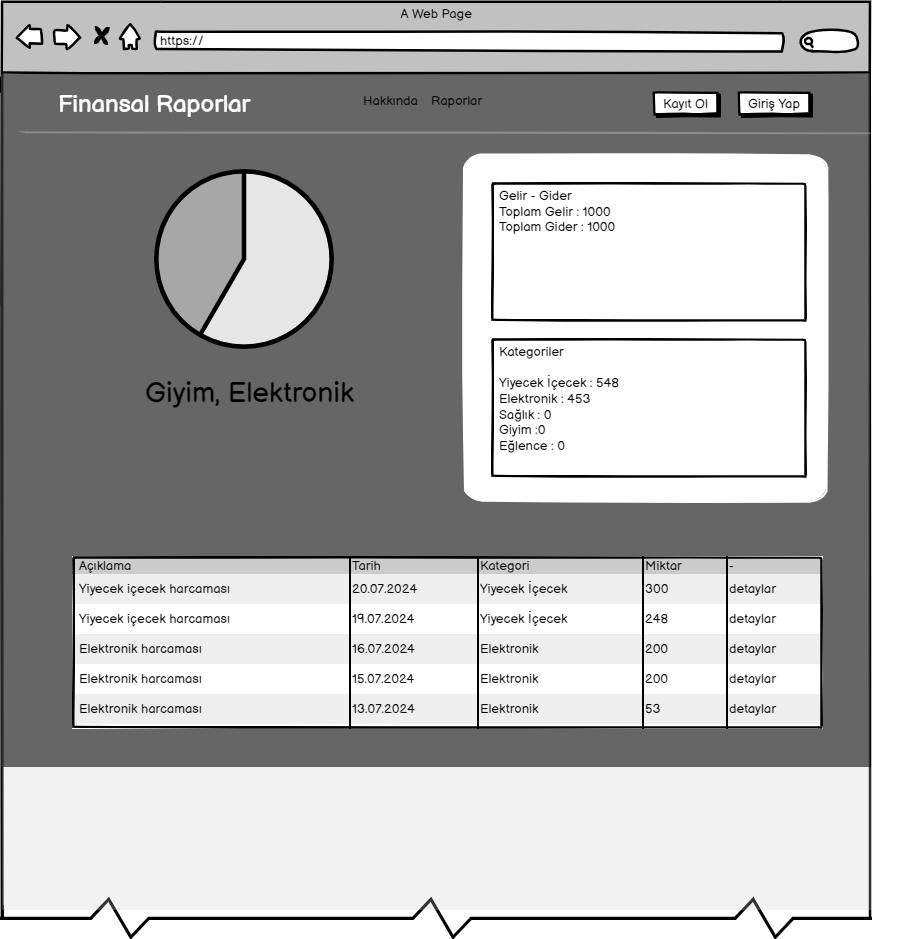 A Web Page
https://
Finansal Raporlar
Hakkında Raporlar
Kayıt Ol
Giriş Yap
Giyim, Elektronik
Gelir - Gider
Toplam Gelir : 1000
Toplam Gider : 1000
Kategoriler
Yiyecek İçecek : 548
Elektronik : 453
Sağlık : 0
Giyim :0
Eğlence : 0
Açıklama Tarih Kategori Miktar -
Yiyecek içecek harcaması 20.07.2024 Yiyecek İçecek 300 detaylar
Yiyecek içecek harcaması 19.07.2024 Yiyecek İçecek 248 detaylar
Elektronik harcaması 16.07.2024 Elektronik 200 detaylar
Elektronik harcaması 15.07.2024 Elektronik 200 detaylar
Elektronik harcaması 13.07.2024 Elektronik 53 detaylar